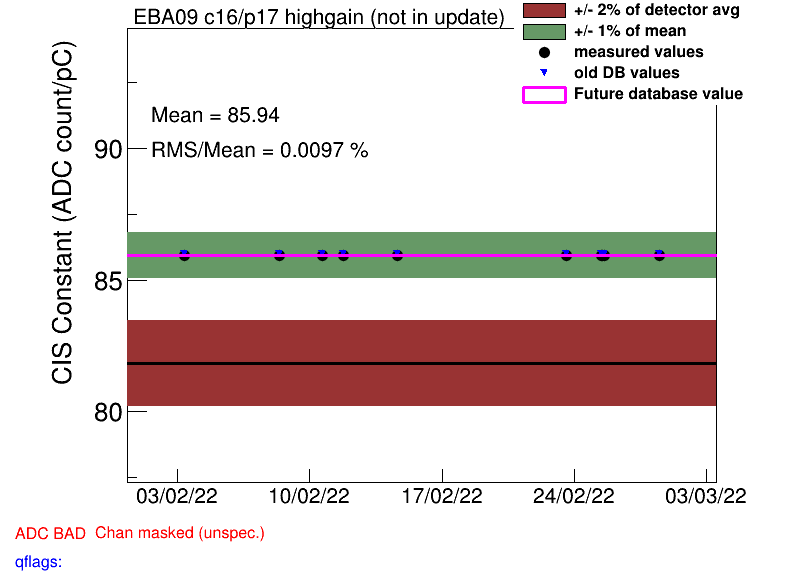 EBA09 c16/p17 highgain (not in update)
+/- 2% of detector avg
+/- 1% of mean
measured values
old DB values
Future database value
Mean = 85.94
RMS/Mean = 0.0097 %
CIS Constant (ADC count/pC)
90
85
80
03/02/22 10/02/22 17/02/22 24/02/22 03/03/22
ADC BAD Chan masked (unspec.)
qflags: